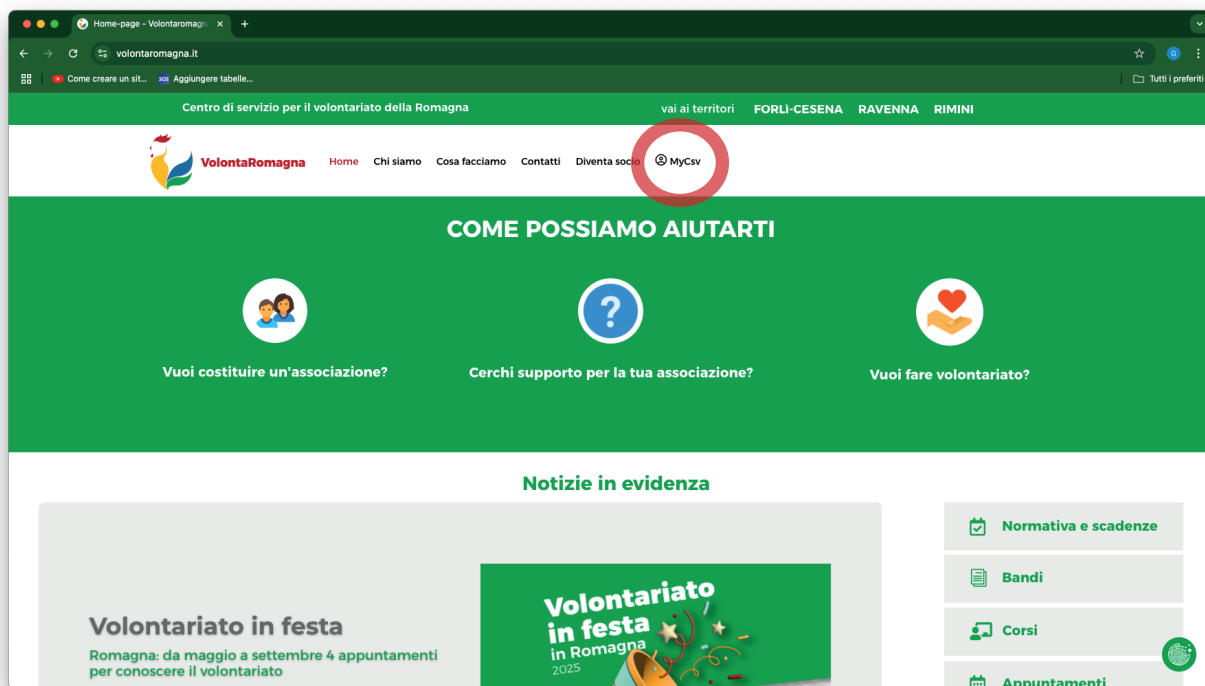 Home-page - Volontaromagn
volontaromagna.it
G
Come creare un sit...
SOS Aggiungere tabelle...
Tutti i preferiti
Centro di servizio per il volontariato della Romagna
vai ai territori FORLÌ-CESENA RAVENNA RIMINI
VolontaRomagna Home Chi siamo Cosa facciamo Contatti Diventa socio MyCsv
COME POSSIAMO AIUTARTI
?
Vuoi costituire un'associazione?
Cerchi supporto per la tua associazione?
Vuoi fare volontariato?
Notizie in evidenza
Volontariato in festa
Romagna: da maggio a settembre 4 appuntamenti
per conoscere il volontariato
Volontariato
in festa
in Romagna
2025
Normativa e scadenze
Bandi
Corsi
Appuntamenti